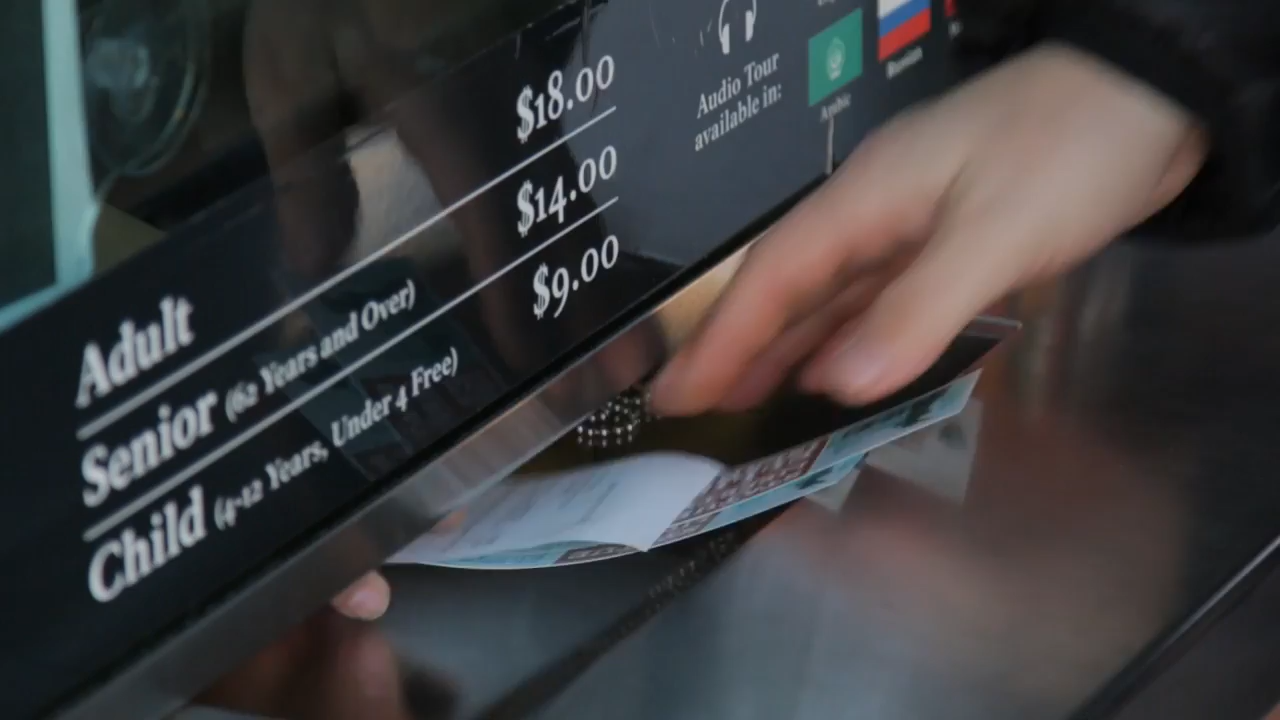 Adult $18.00
Senior (62 Years and Over) $14.00
Child (4-12 Years, Under 4 Free) $9.00
Audio Tour
available in:
Arabic
Russian